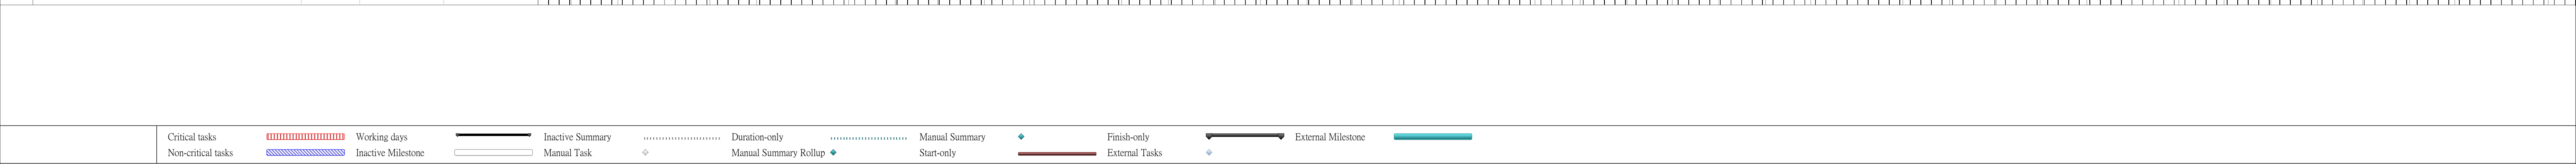 Critical tasks Working days Inactive Summary Duration-only Manual Summary Finish-only External Milestone
Non-critical tasks Inactive Milestone Manual Task Manual Summary Rollup Start-only External Tasks